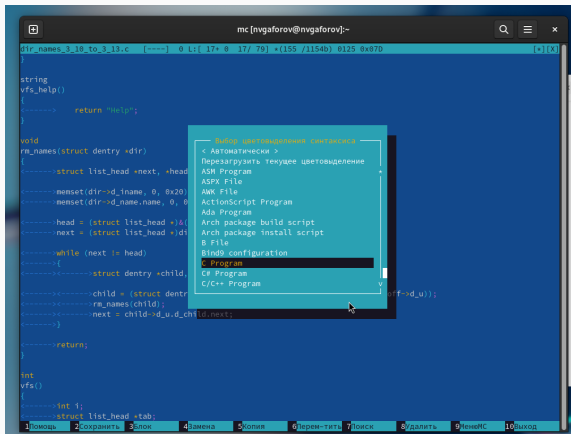 mc [nvgaforov@nvgaforov]:~
dir_names_3_10_to_3_13.c [----] 0 L:[ 17+ 0 17/ 79] *(155 /1154b) 0125 0x07D [*][X]
}
string
vfs_help()
{
<------>return "Help";
}
void
rm_names(struct dentry *dir)
{
<------>struct list_head *next, *head
<------>memset(dir->d_iname, 0, 0x20)
<------>memset(dir->d_name.name, 0, 0
<------>head = (struct list_head *)&(
<------>next = (struct list_head *)di
<------>while (next != head)
<------>{
<------><------>struct dentry *child,
<------><------>child = (struct dentr off->d_u));
<------><------>rm_names(child);
<------><------>next = child->d_u.d_child.next;
<------>}
<------>return;
}
int
vfs()
{
<------>int i;
<------>struct list_head *tab;
Выбор цветовыделения синтаксиса
< Автоматически >
Перезагрузить текущее цветовыделение
ASM Program
ASPX File
AWK File
ActionScript Program
Ada Program
Arch package build script
Arch package install script
B File
Bind9 configuration
C Program
C# Program
C/C++ Program
1Помощь 2Сохранить 3Блок 4Замена 5Копия 6Перем~тить 7Поиск 8Удалить 9МенюMC 10Выход